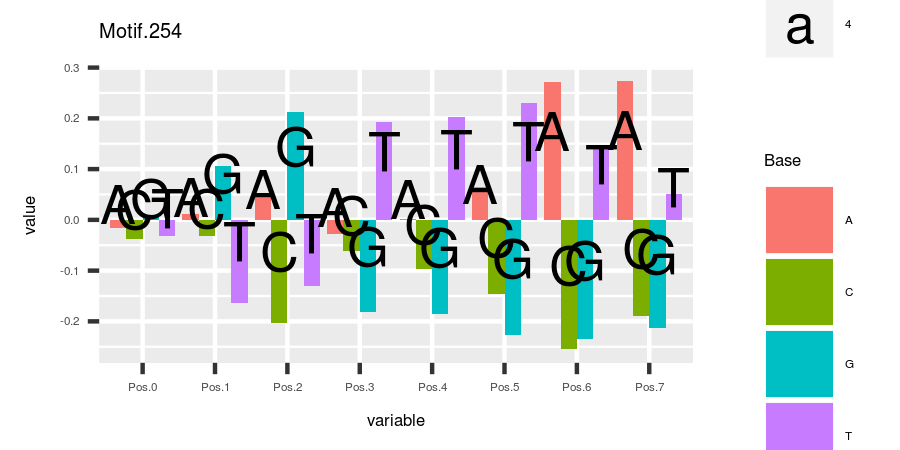 Motif.254
a 4
0.3
0.2
0.1
0.0
-0.1
-0.2
value
A C G T A C G T A C G T A C G T A C G T A C G T A C G T A C G T
Pos.0 Pos.1 Pos.2 Pos.3 Pos.4 Pos.5 Pos.6 Pos.7
variable
Base
A
C
G
T